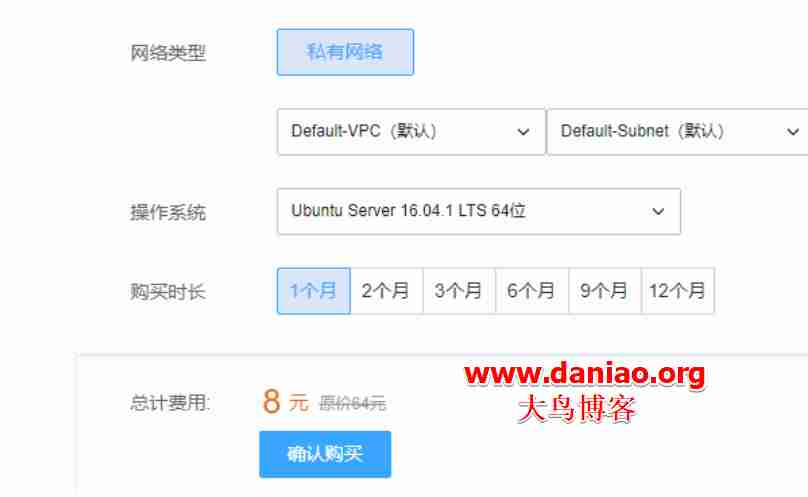 网络类型 私有网络
Default-VPC（默认） Default-Subnet（默认）
操作系统 Ubuntu Server 16.04.1 LTS 64位
购买时长 1个月 2个月 3个月 6个月 9个月 12个月
www.daniao.org
总计费用: 8 元 原价64元 大鸟博客
确认购买